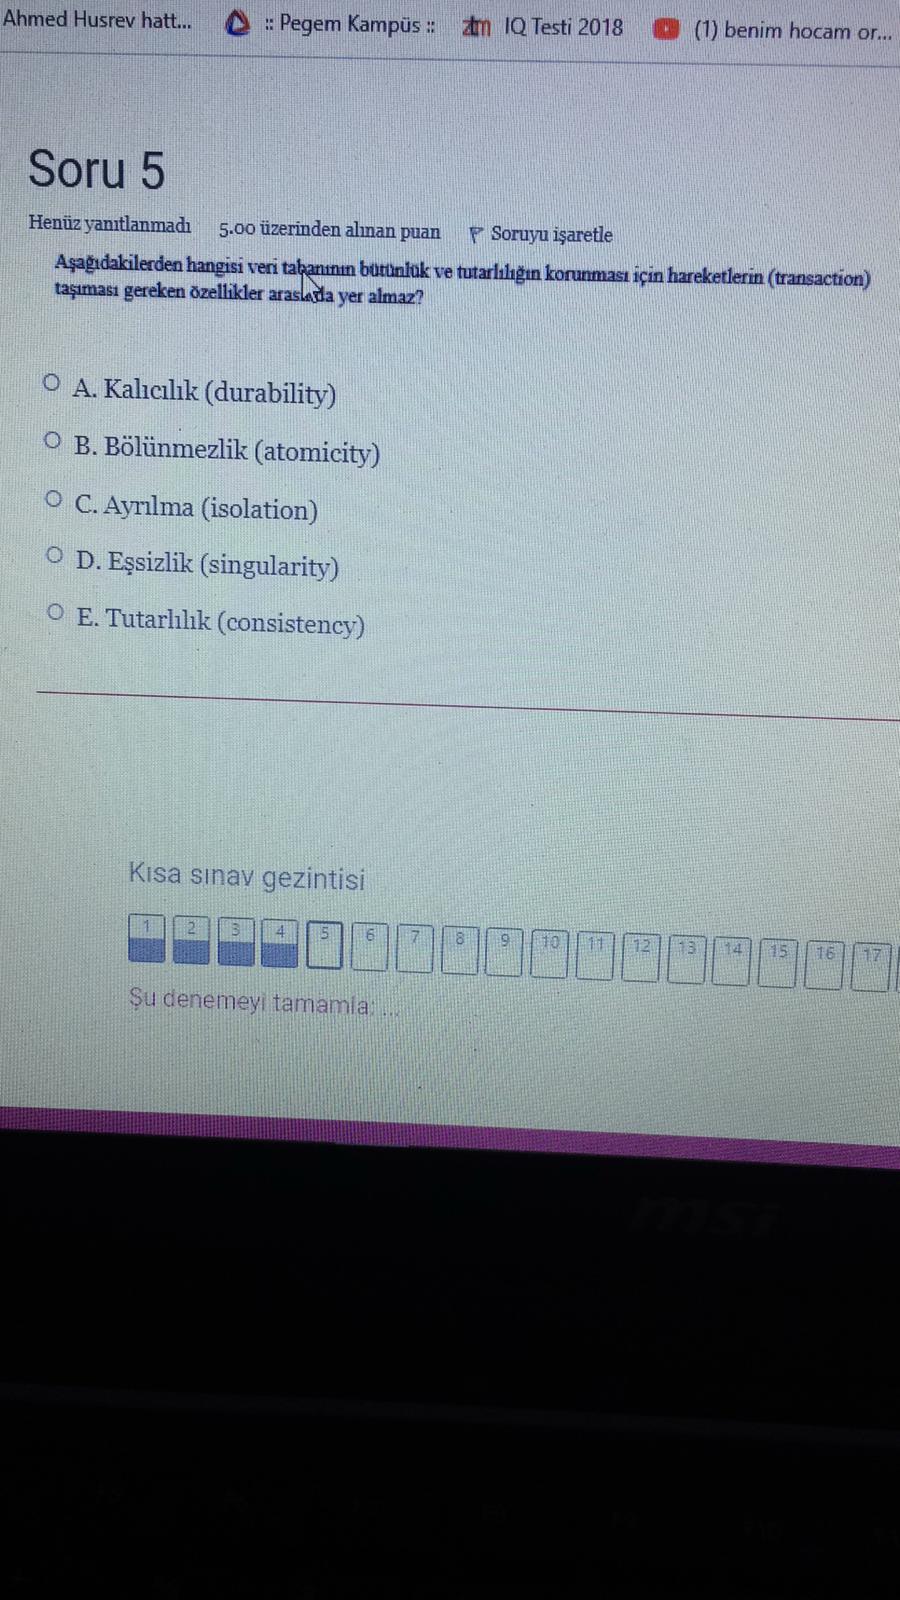 Ahmed Husrev hatt... :: Pegem Kampüs :: ztm IQ Testi 2018 (1) benim hocam or...
Soru 5
Henüz yanıtlanmadı 5.00 üzerinden alınan puan Soruyu işaretle
Aşağıdakilerden hangisi veri tabanının bütünlük ve tutarlılığın korunması için hareketlerin (transaction)
taşıması gereken özellikler arasında yer almaz?
A. Kalıcılık (durability)
B. Bölünmezlik (atomicity)
C. Ayrılma (isolation)
D. Eşsizlik (singularity)
E. Tutarlılık (consistency)
Kısa sınav gezintisi
1 2 3 4 5 6 7 8 9 10 11 12 13 14 15 16 17
Şu denemeyi tamamla: ...
msi